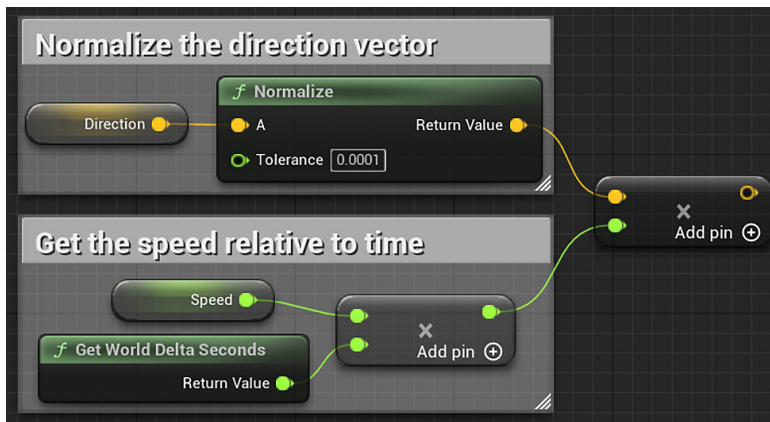 Normalize the direction vector
f Normalize
Direction
A
Return Value
Tolerance 0.0001
Add pin
Get the speed relative to time
Speed
f Get World Delta Seconds
Return Value
Add pin